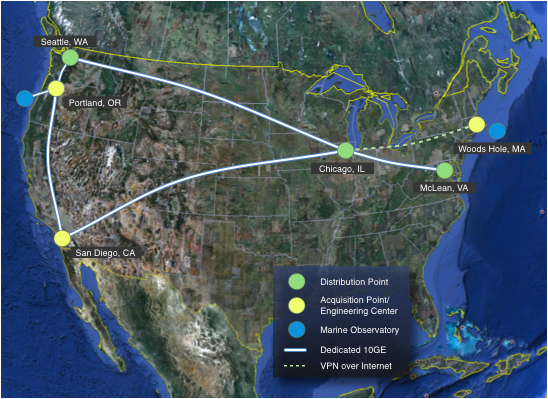 Seattle, WA
Portland, OR
Woods Hole, MA
Chicago, IL
McLean, VA
San Diego, CA
Distribution Point
Acquisition Point/
Engineering Center
Marine Observatory
Dedicated 10GE
VPN over Internet